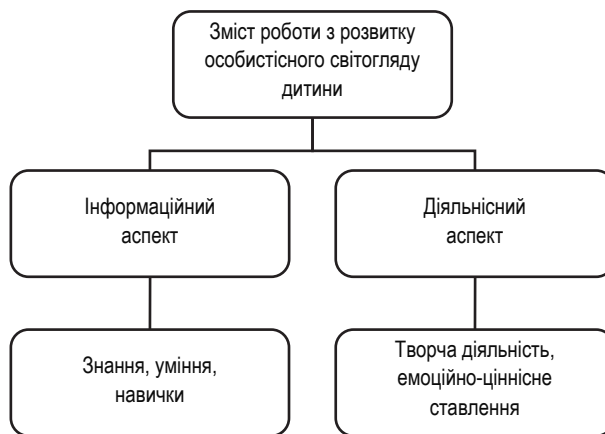 Зміст роботи з розвитку
особистісного світогляду
дитини
Інформаційний
аспект
Діяльнісний
аспект
Знання, уміння,
навички
Творча діяльність,
емоційно-ціннісне
ставлення